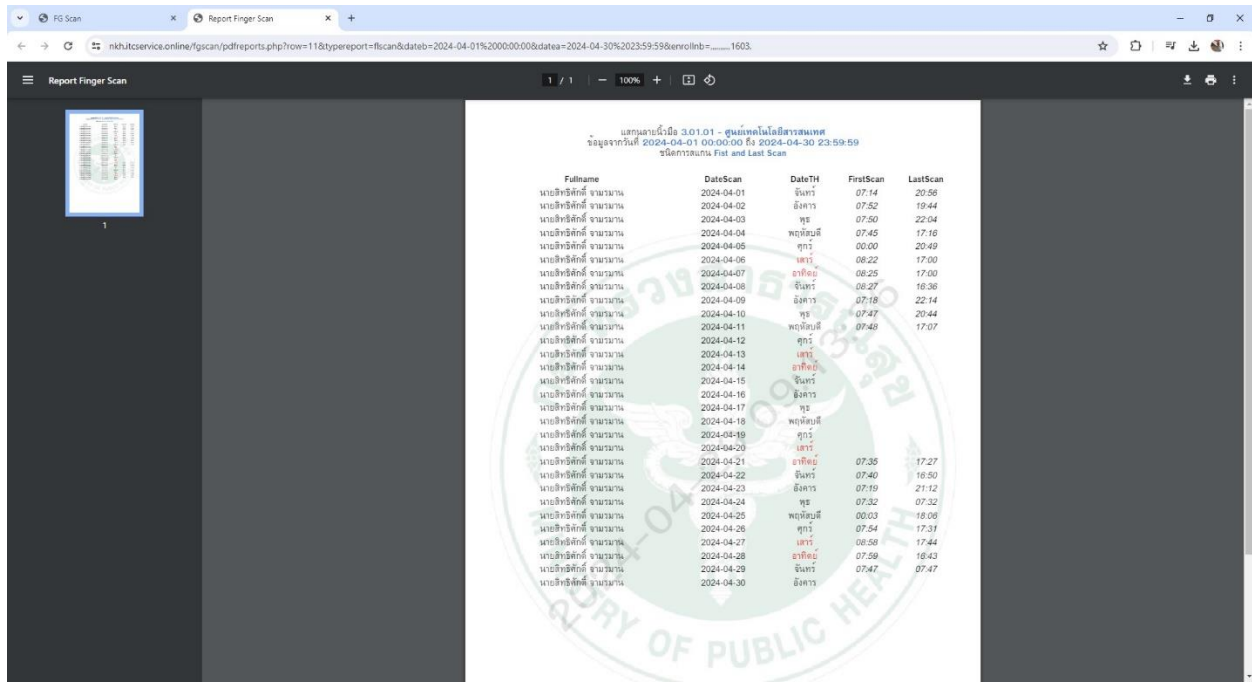 FG Scan
Report Finger Scan
nkh.itcservice.online/fgscan/pdfreports.php?row=11&typereport=flscan&dateb=2024-04-01%2000:00:00&datea=2024-04-30%2023:59:59&enrollnb=,,,,,,,,,1603,
Report Finger Scan 1 / 1 100%
1
แสกนลายนิ้วมือ 3.01.01 - ศูนย์เทคโนโลยีสารสนเทศ
ข้อมูลจากวันที่ 2024-04-01 00:00:00 ถึง 2024-04-30 23:59:59
ชนิดการสแกน Fist and Last Scan
Fullname DateScan DateTH FirstScan LastScan
นายสิทธิศักดิ์ จามรมาน 2024-04-01 จันทร์ 07:14 20:56
นายสิทธิศักดิ์ จามรมาน 2024-04-02 อังคาร 07:52 19:44
นายสิทธิศักดิ์ จามรมาน 2024-04-03 พุธ 07:50 22:04
นายสิทธิศักดิ์ จามรมาน 2024-04-04 พฤหัสบดี 07:45 17:16
นายสิทธิศักดิ์ จามรมาน 2024-04-05 ศุกร์ 00:00 20:49
นายสิทธิศักดิ์ จามรมาน 2024-04-06 เสาร์ 08:22 17:00
นายสิทธิศักดิ์ จามรมาน 2024-04-07 อาทิตย์ 08:25 17:00
นายสิทธิศักดิ์ จามรมาน 2024-04-08 จันทร์ 08:27 16:36
นายสิทธิศักดิ์ จามรมาน 2024-04-09 อังคาร 07:18 22:14
นายสิทธิศักดิ์ จามรมาน 2024-04-10 พุธ 07:47 20:44
นายสิทธิศักดิ์ จามรมาน 2024-04-11 พฤหัสบดี 07:48 17:07
นายสิทธิศักดิ์ จามรมาน 2024-04-12 ศุกร์
นายสิทธิศักดิ์ จามรมาน 2024-04-13 เสาร์
นายสิทธิศักดิ์ จามรมาน 2024-04-14 อาทิตย์
นายสิทธิศักดิ์ จามรมาน 2024-04-15 จันทร์
นายสิทธิศักดิ์ จามรมาน 2024-04-16 อังคาร
นายสิทธิศักดิ์ จามรมาน 2024-04-17 พุธ
นายสิทธิศักดิ์ จามรมาน 2024-04-18 พฤหัสบดี
นายสิทธิศักดิ์ จามรมาน 2024-04-19 ศุกร์
นายสิทธิศักดิ์ จามรมาน 2024-04-20 เสาร์
นายสิทธิศักดิ์ จามรมาน 2024-04-21 อาทิตย์ 07:35 17:27
นายสิทธิศักดิ์ จามรมาน 2024-04-22 จันทร์ 07:40 16:50
นายสิทธิศักดิ์ จามรมาน 2024-04-23 อังคาร 07:19 21:12
นายสิทธิศักดิ์ จามรมาน 2024-04-24 พุธ 07:32 07:32
นายสิทธิศักดิ์ จามรมาน 2024-04-25 พฤหัสบดี 00:03 18:06
นายสิทธิศักดิ์ จามรมาน 2024-04-26 ศุกร์ 07:54 17:31
นายสิทธิศักดิ์ จามรมาน 2024-04-27 เสาร์ 08:58 17:44
นายสิทธิศักดิ์ จามรมาน 2024-04-28 อาทิตย์ 07:59 16:43
นายสิทธิศักดิ์ จามรมาน 2024-04-29 จันทร์ 07:47 07:47
นายสิทธิศักดิ์ จามรมาน 2024-04-30 อังคาร
OF PUBLIC HEALTH